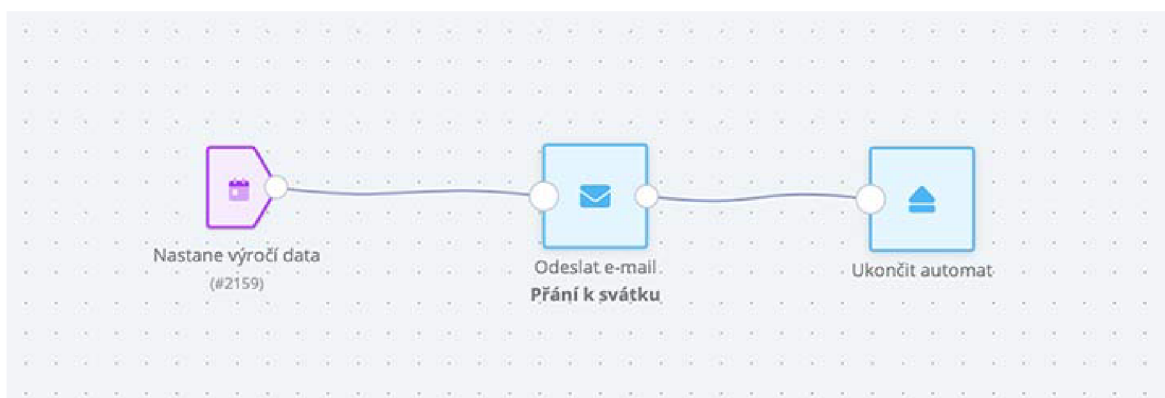 Nastane výročí data
(#2159)
Odeslat e-mail
Přání k svátku
Ukončit automat